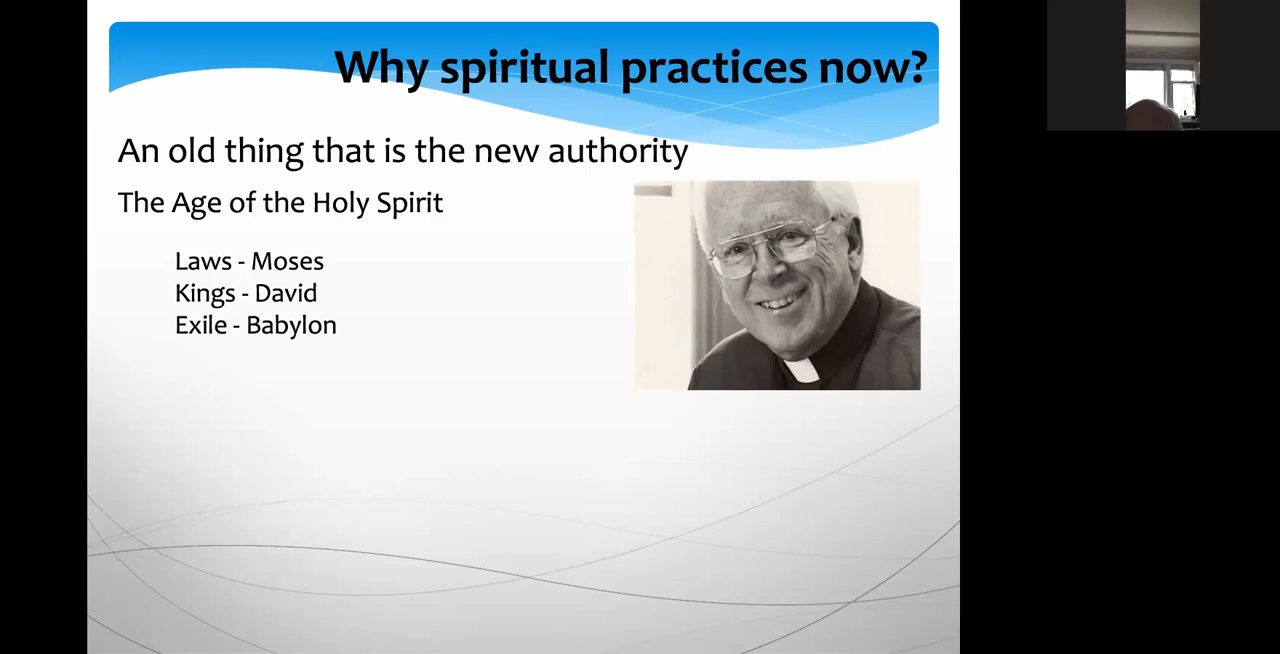 Why spiritual practices now?
An old thing that is the new authority
The Age of the Holy Spirit
Laws - Moses
Kings - David
Exile - Babylon